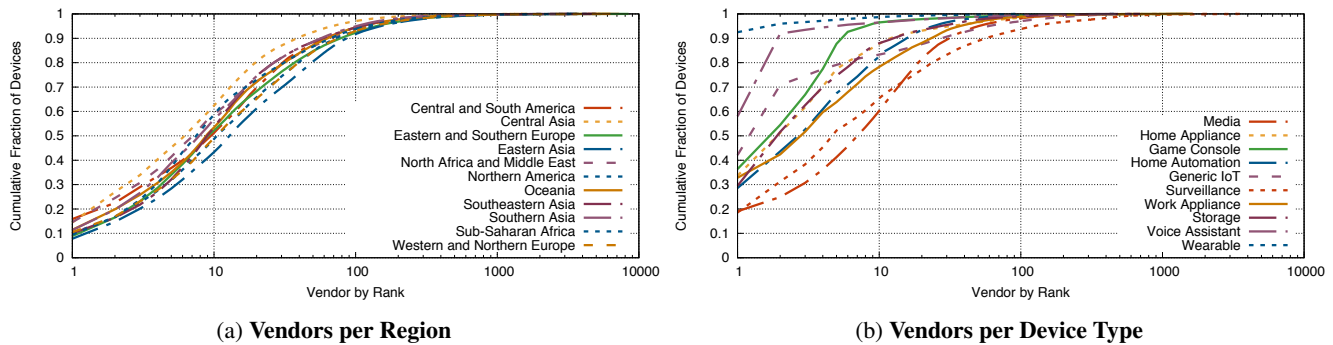 Cumulative Fraction of Devices
1
0.9
0.8
0.7
0.6
0.5
0.4
0.3
0.2
0.1
0
1
10
100
1000
10000
Vendor by Rank
Central and South America
Central Asia
Eastern and Southern Europe
Eastern Asia
North Africa and Middle East
Northern America
Oceania
Southeastern Asia
Southern Asia
Sub-Saharan Africa
Western and Northern Europe
(a) Vendors per Region
Cumulative Fraction of Devices
1
0.9
0.8
0.7
0.6
0.5
0.4
0.3
0.2
0.1
0
1
10
100
1000
10000
Vendor by Rank
Media
Home Appliance
Game Console
Home Automation
Generic IoT
Surveillance
Work Appliance
Storage
Voice Assistant
Wearable
(b) Vendors per Device Type